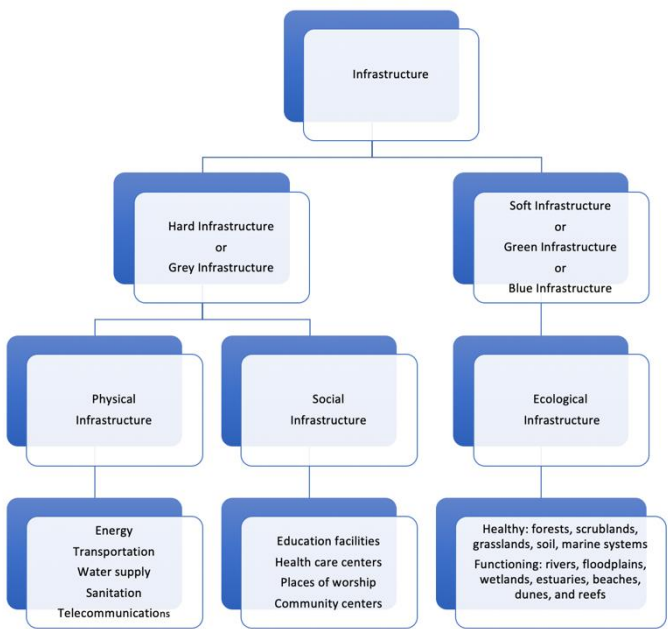 Infrastructure
Hard Infrastructure
or
Grey Infrastructure
Soft Infrastructure
or
Green Infrastructure
or
Blue Infrastructure
Physical
Infrastructure
Social
Infrastructure
Ecological
Infrastructure
Energy
Transportation
Water supply
Sanitation
Telecommunications
Education facilities
Health care centers
Places of worship
Community centers
Healthy: forests, scrublands,
grasslands, soil, marine systems
Functioning: rivers, floodplains,
wetlands, estuaries, beaches,
dunes, and reefs